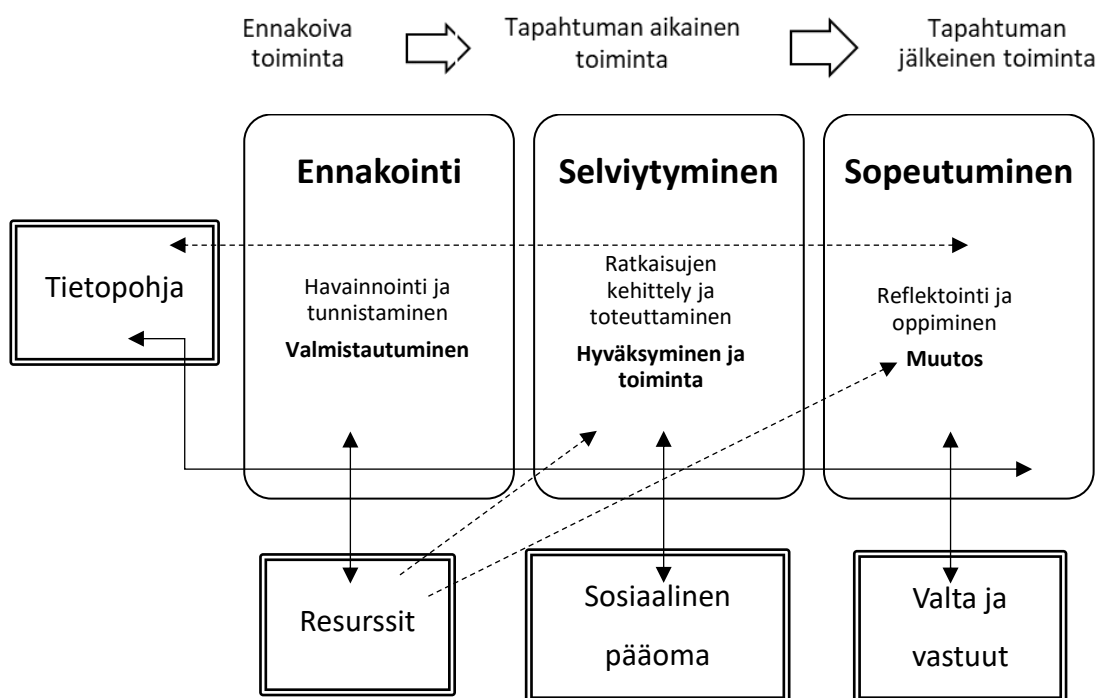 Ennakoiva
toiminta
Tapahtuman aikainen
toiminta
Tapahtuman
jälkeinen toiminta
Ennakointi
Selviytyminen
Sopeutuminen
Tietopohja
Havainnointi ja
tunnistaminen
Valmistautuminen
Ratkaisujen
kehittely ja
toteuttaminen
Hyväksyminen ja
toiminta
Reflektointi ja
oppiminen
Muutos
Resurssit
Sosiaalinen
pääoma
Valta ja
vastuut